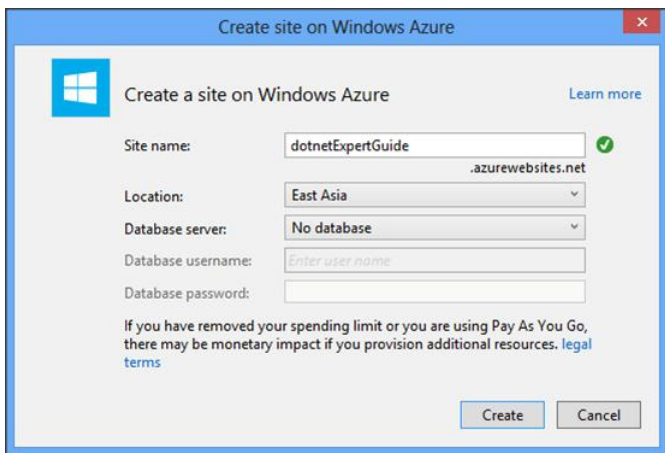 Create site on Windows Azure
Create a site on Windows Azure
Learn more
Site name:
dotnetExpertGuide
.azurewebsites.net
Location:
East Asia
Database server:
No database
Database username:
Enter user name
Database password:
If you have removed your spending limit or you are using Pay As You Go,
there may be monetary impact if you provision additional resources. legal
terms
Create
Cancel